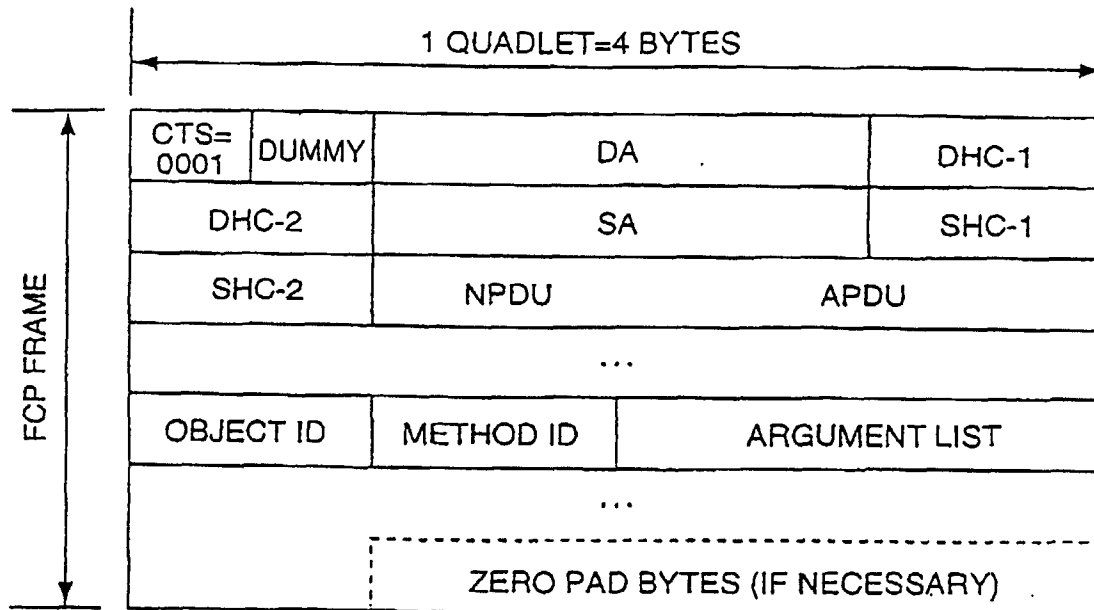 1 QUADLET=4 BYTES
CTS=
0001
DUMMY
DA
DHC-1
DHC-2
SA
SHC-1
FCP FRAME
SHC-2
NPDU
APDU
...
OBJECT ID
METHOD ID
ARGUMENT LIST
...
ZERO PAD BYTES (IF NECESSARY)